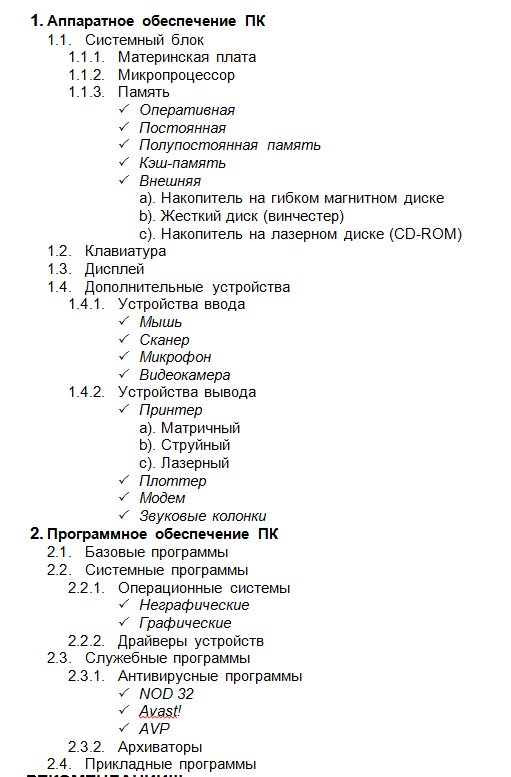 1. Аппаратное обеспечение ПК
1.1. Системный блок
1.1.1. Материнская плата
1.1.2. Микропроцессор
1.1.3. Память
✓ Оперативная
✓ Постоянная
✓ Полупостоянная память
✓ Кэш-память
✓ Внешняя
a). Накопитель на гибком магнитном диске
b). Жесткий диск (винчестер)
c). Накопитель на лазерном диске (CD-ROM)
1.2. Клавиатура
1.3. Дисплей
1.4. Дополнительные устройства
1.4.1. Устройства ввода
✓ Мышь
✓ Сканер
✓ Микрофон
✓ Видеокамера
1.4.2. Устройства вывода
✓ Принтер
a). Матричный
b). Струйный
c). Лазерный
✓ Плоттер
✓ Модем
✓ Звуковые колонки
2. Программное обеспечение ПК
2.1. Базовые программы
2.2. Системные программы
2.2.1. Операционные системы
✓ Неграфические
✓ Графические
2.2.2. Драйверы устройств
2.3. Служебные программы
2.3.1. Антивирусные программы
✓ NOD 32
✓ Avast!
✓ AVP
2.3.2. Архиваторы
2.4. Прикладные программы